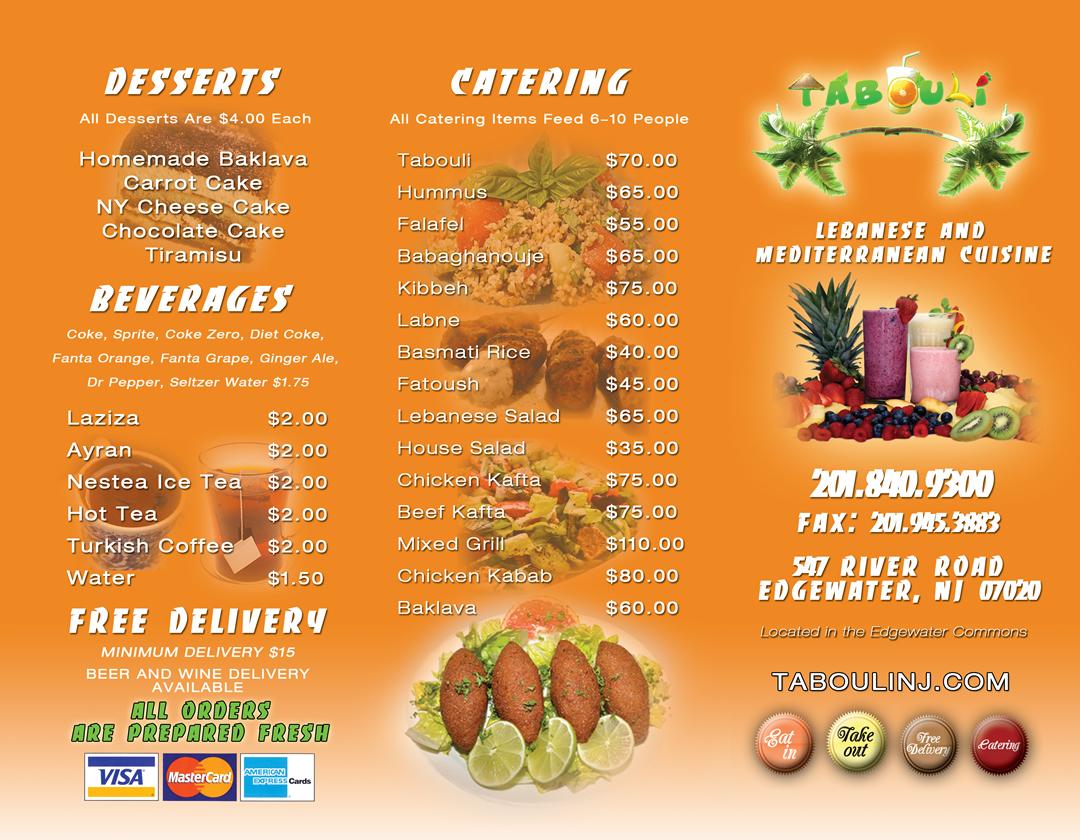 DESSERTS
All Desserts Are $4.00 Each
Homemade Baklava
Carrot Cake
NY Cheese Cake
Chocolate Cake
Tiramisu
BEVERAGES
Coke, Sprite, Coke Zero, Diet Coke,
Fanta Orange, Fanta Grape, Ginger Ale,
Dr Pepper, Seltzer Water $1.75
Laziza $2.00
Ayran $2.00
Nestea Ice Tea $2.00
Hot Tea $2.00
Turkish Coffee $2.00
Water $1.50
FREE DELIVERY
MINIMUM DELIVERY $15
BEER AND WINE DELIVERY
AVAILABLE
ALL ORDERS
ARE PREPARED FRESH
VISA
MasterCard
AMERICAN
EXPRESS Cards
CATERING
All Catering Items Feed 6-10 People
Tabouli $70.00
Hummus $65.00
Falafel $55.00
Babaghanouje $65.00
Kibbeh $75.00
Labne $60.00
Basmati Rice $40.00
Fatoush $45.00
Lebanese Salad $65.00
House Salad $35.00
Chicken Kafta $75.00
Beef Kafta $75.00
Mixed Grill $110.00
Chicken Kabab $80.00
Baklava $60.00
TABOULI
LEBANESE AND
MEDITERRANEAN CUISINE
201.840.9300
FAX: 201.945.3883
547 RIVER ROAD
EDGEWATER, NJ 07020
Located in the Edgewater Commons
TABOULINJ.COM
Eat
in
Take
out
Free
Delivery
Catering